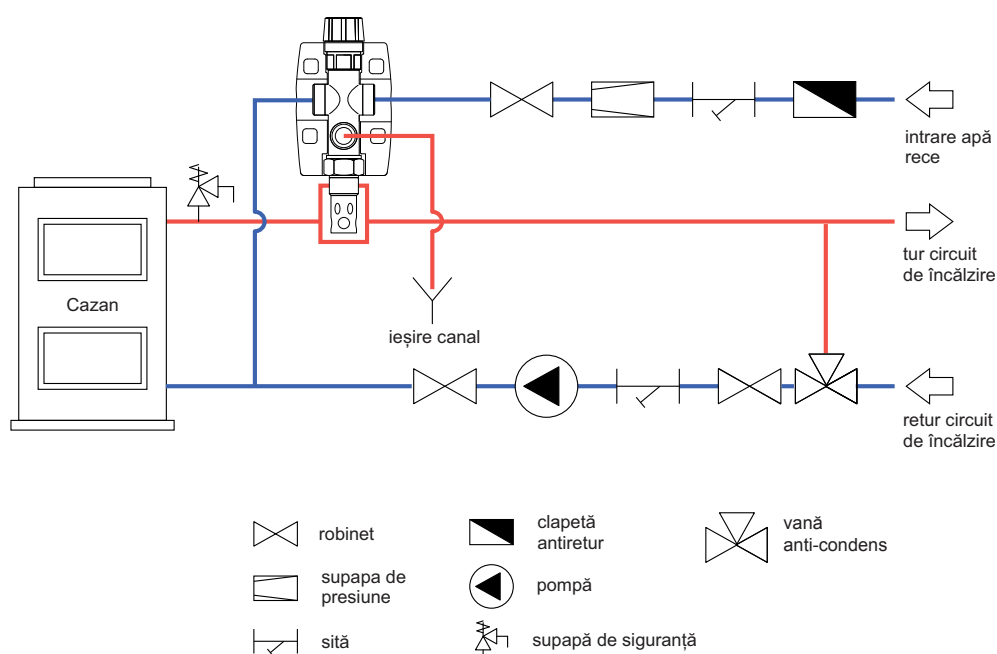 intrare apă
rece
tur circuit
de încălzire
Cazan
ieșire canal
retur circuit
de încălzire
robinet
clapetă
antiretur
vană
anti-condens
supapa de
presiune
pompă
sită
supapă de siguranță